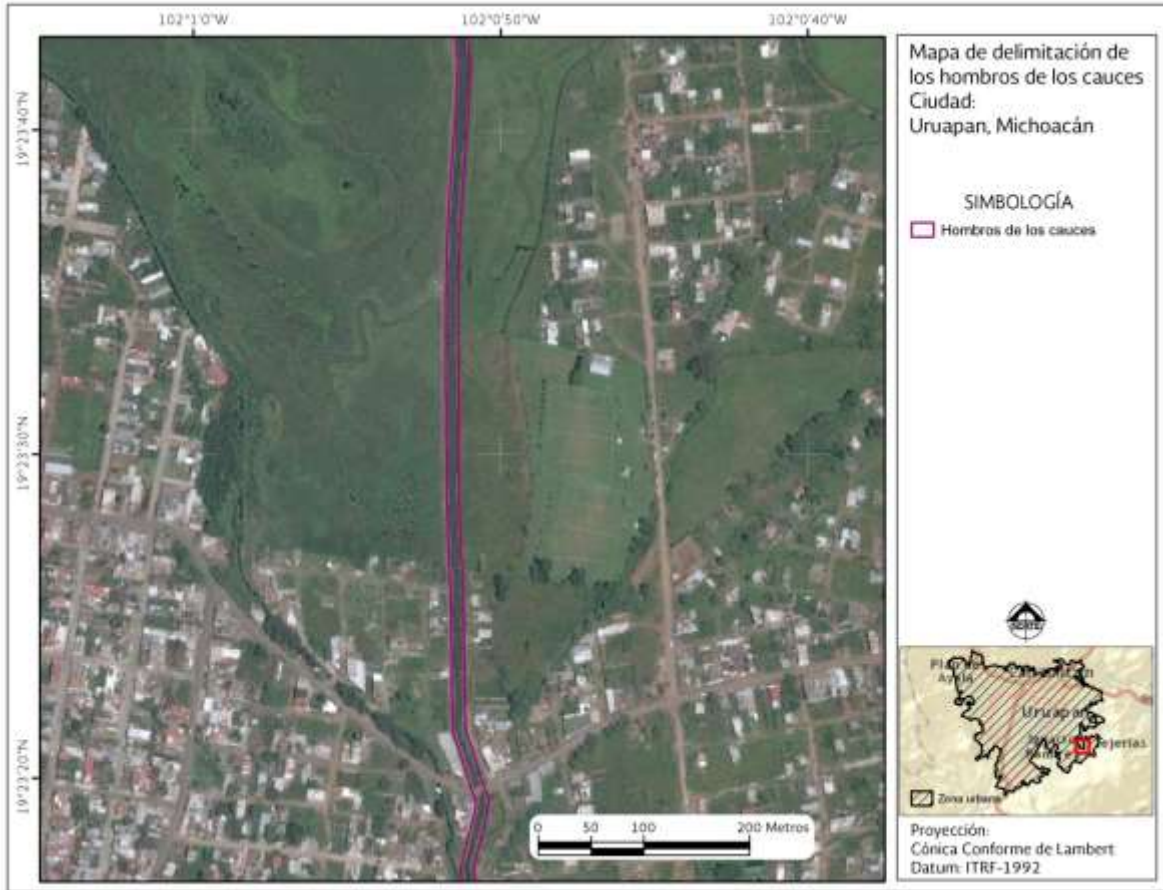 102°1'0"W
102°0'50"W
102°0'40"W
19°23'40"N
19°23'30"N
19°23'20"N
0 50 100 200 Metros
Mapa de delimitación de
los hombros de los cauces
Ciudad:
Uruapan, Michoacán
SIMBOLOGÍA
Hombros de los cauces
NORTE
Uruapan
Zona urbana
Proyección:
Cónica Conforme de Lambert
Datum: ITRF-1992